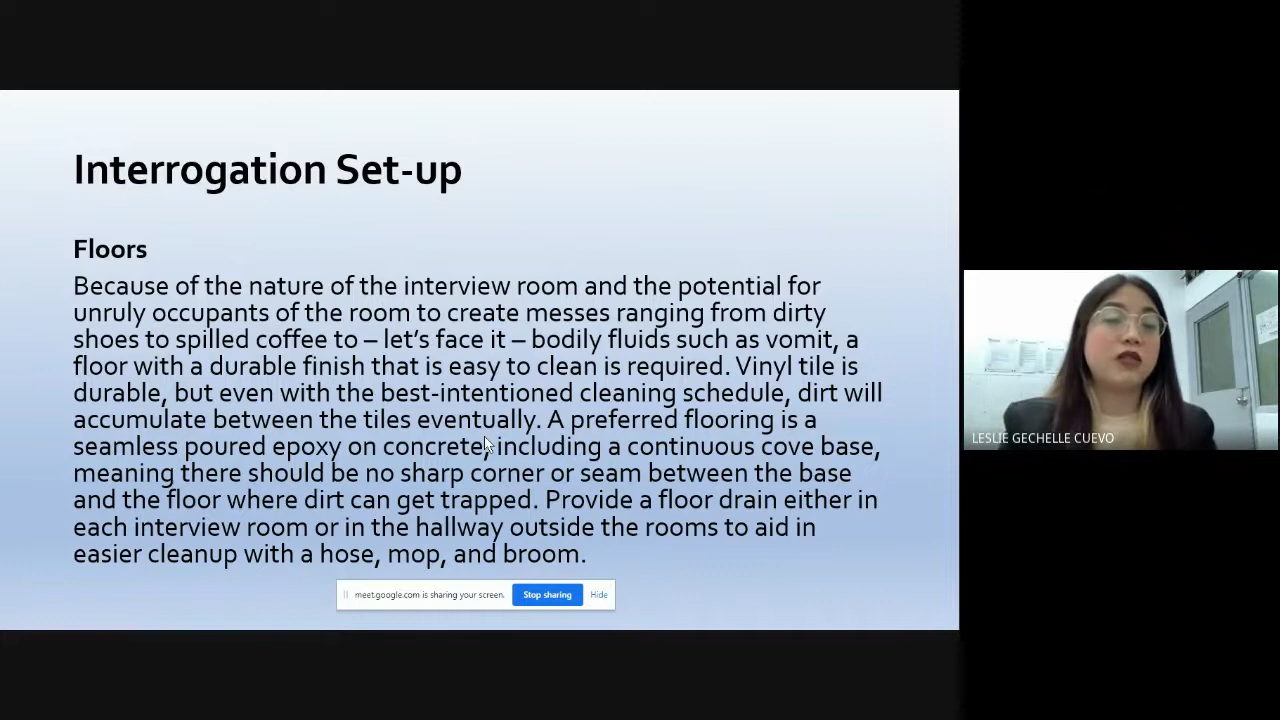 Interrogation Set-up
Floors
Because of the nature of the interview room and the potential for
unruly occupants of the room to create messes ranging from dirty
shoes to spilled coffee to – let’s face it – bodily fluids such as vomit, a
floor with a durable finish that is easy to clean is required. Vinyl tile is
durable, but even with the best-intentioned cleaning schedule, dirt will
accumulate between the tiles eventually. A preferred flooring is a
seamless poured epoxy on concrete, including a continuous cove base,
meaning there should be no sharp corner or seam between the base
and the floor where dirt can get trapped. Provide a floor drain either in
each interview room or in the hallway outside the rooms to aid in
easier cleanup with a hose, mop, and broom.
meet.google.com is sharing your screen. Stop sharing Hide
LESLIE GECHELLE CUEVO